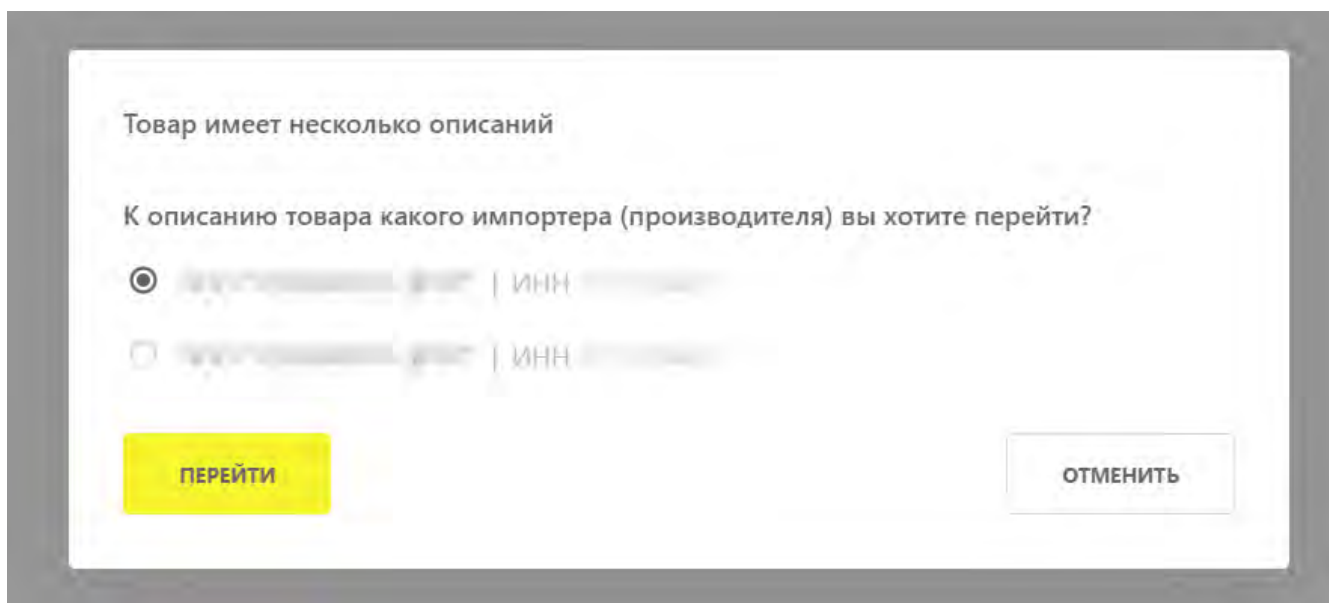 Товар имеет несколько описаний
К описанию товара какого импортера (производителя) вы хотите перейти?
| ИНН
| ИНН
ПЕРЕЙТИ
ОТМЕНИТЬ